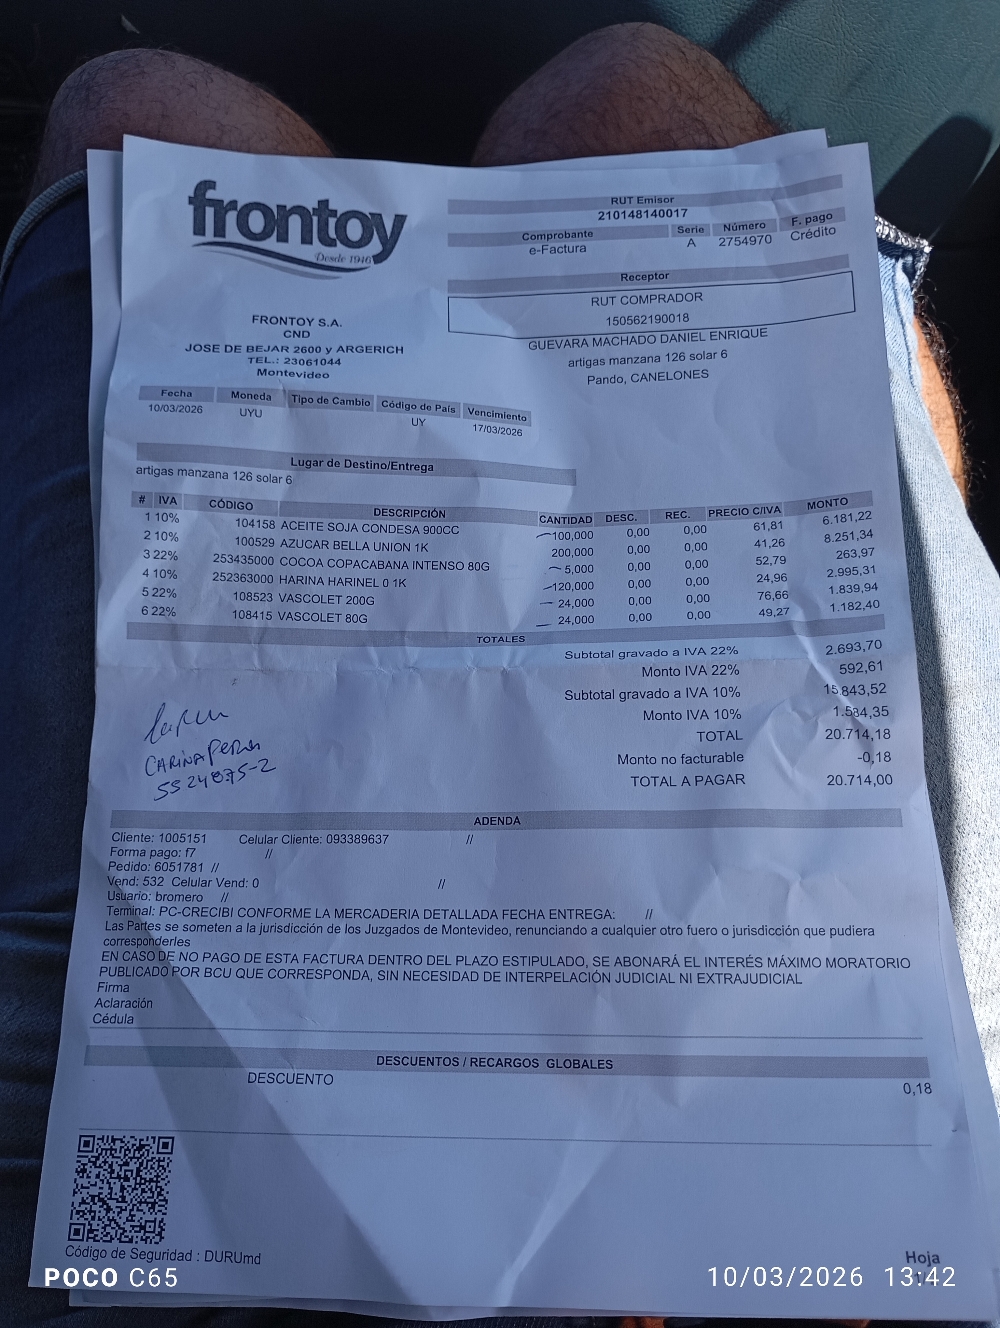 frontoy
Desde 1946
RUT Emisor
210148140017
Comprobante Serie Número F. pago
e-Factura A 2754970 Crédito
Receptor
RUT COMPRADOR
150562190018
GUEVARA MACHADO DANIEL ENRIQUE
artigas manzana 126 solar 6
Pando, CANELONES
FRONTOY S.A.
CND
JOSE DE BEJAR 2600 y ARGERICH
TEL.: 23061044
Montevideo
Fecha Moneda Tipo de Cambio Código de País Vencimiento
10/03/2026 UYU UY 17/03/2026
Lugar de Destino/Entrega
artigas manzana 126 solar 6
# IVA CÓDIGO DESCRIPCIÓN CANTIDAD DESC. REC. PRECIO C/IVA MONTO
1 10% 104158 ACEITE SOJA CONDESA 900CC 100,000 0,00 0,00 61,81 6.181,22
2 10% 100529 AZUCAR BELLA UNION 1K 200,000 0,00 0,00 41,26 8.251,34
3 22% 253435000 COCOA COPACABANA INTENSO 80G 5,000 0,00 0,00 52,79 263,97
4 10% 252363000 HARINA HARINEL 0 1K 120,000 0,00 0,00 24,96 2.995,31
5 22% 108523 VASCOLET 200G 24,000 0,00 0,00 76,66 1.839,94
6 22% 108415 VASCOLET 80G 24,000 0,00 0,00 49,27 1.182,40
TOTALES
Subtotal gravado a IVA 22% 2.693,70
Monto IVA 22% 592,61
Subtotal gravado a IVA 10% 15.843,52
Monto IVA 10% 1.584,35
TOTAL 20.714,18
Monto no facturable -0,18
TOTAL A PAGAR 20.714,00
CARINA
5524875-2
ADENDA
Cliente: 1005151 Celular Cliente: 093389637 //
Forma pago: f7 //
Pedido: 6051781 //
Vend: 532 Celular Vend: 0 //
Usuario: bromero //
Terminal: PC-CRECIBI CONFORME LA MERCADERIA DETALLADA FECHA ENTREGA: //
Las Partes se someten a la jurisdicción de los Juzgados de Montevideo, renunciando a cualquier otro fuero o jurisdicción que pudiera
corresponderles
EN CASO DE NO PAGO DE ESTA FACTURA DENTRO DEL PLAZO ESTIPULADO, SE ABONARÁ EL INTERÉS MÁXIMO MORATORIO
PUBLICADO POR BCU QUE CORRESPONDA, SIN NECESIDAD DE INTERPELACIÓN JUDICIAL NI EXTRAJUDICIAL
Firma
Aclaración
Cédula
DESCUENTOS / RECARGOS GLOBALES
DESCUENTO 0,18
Código de Seguridad : DURUmd
Hoja
POCO C65
10/03/2026 13:42